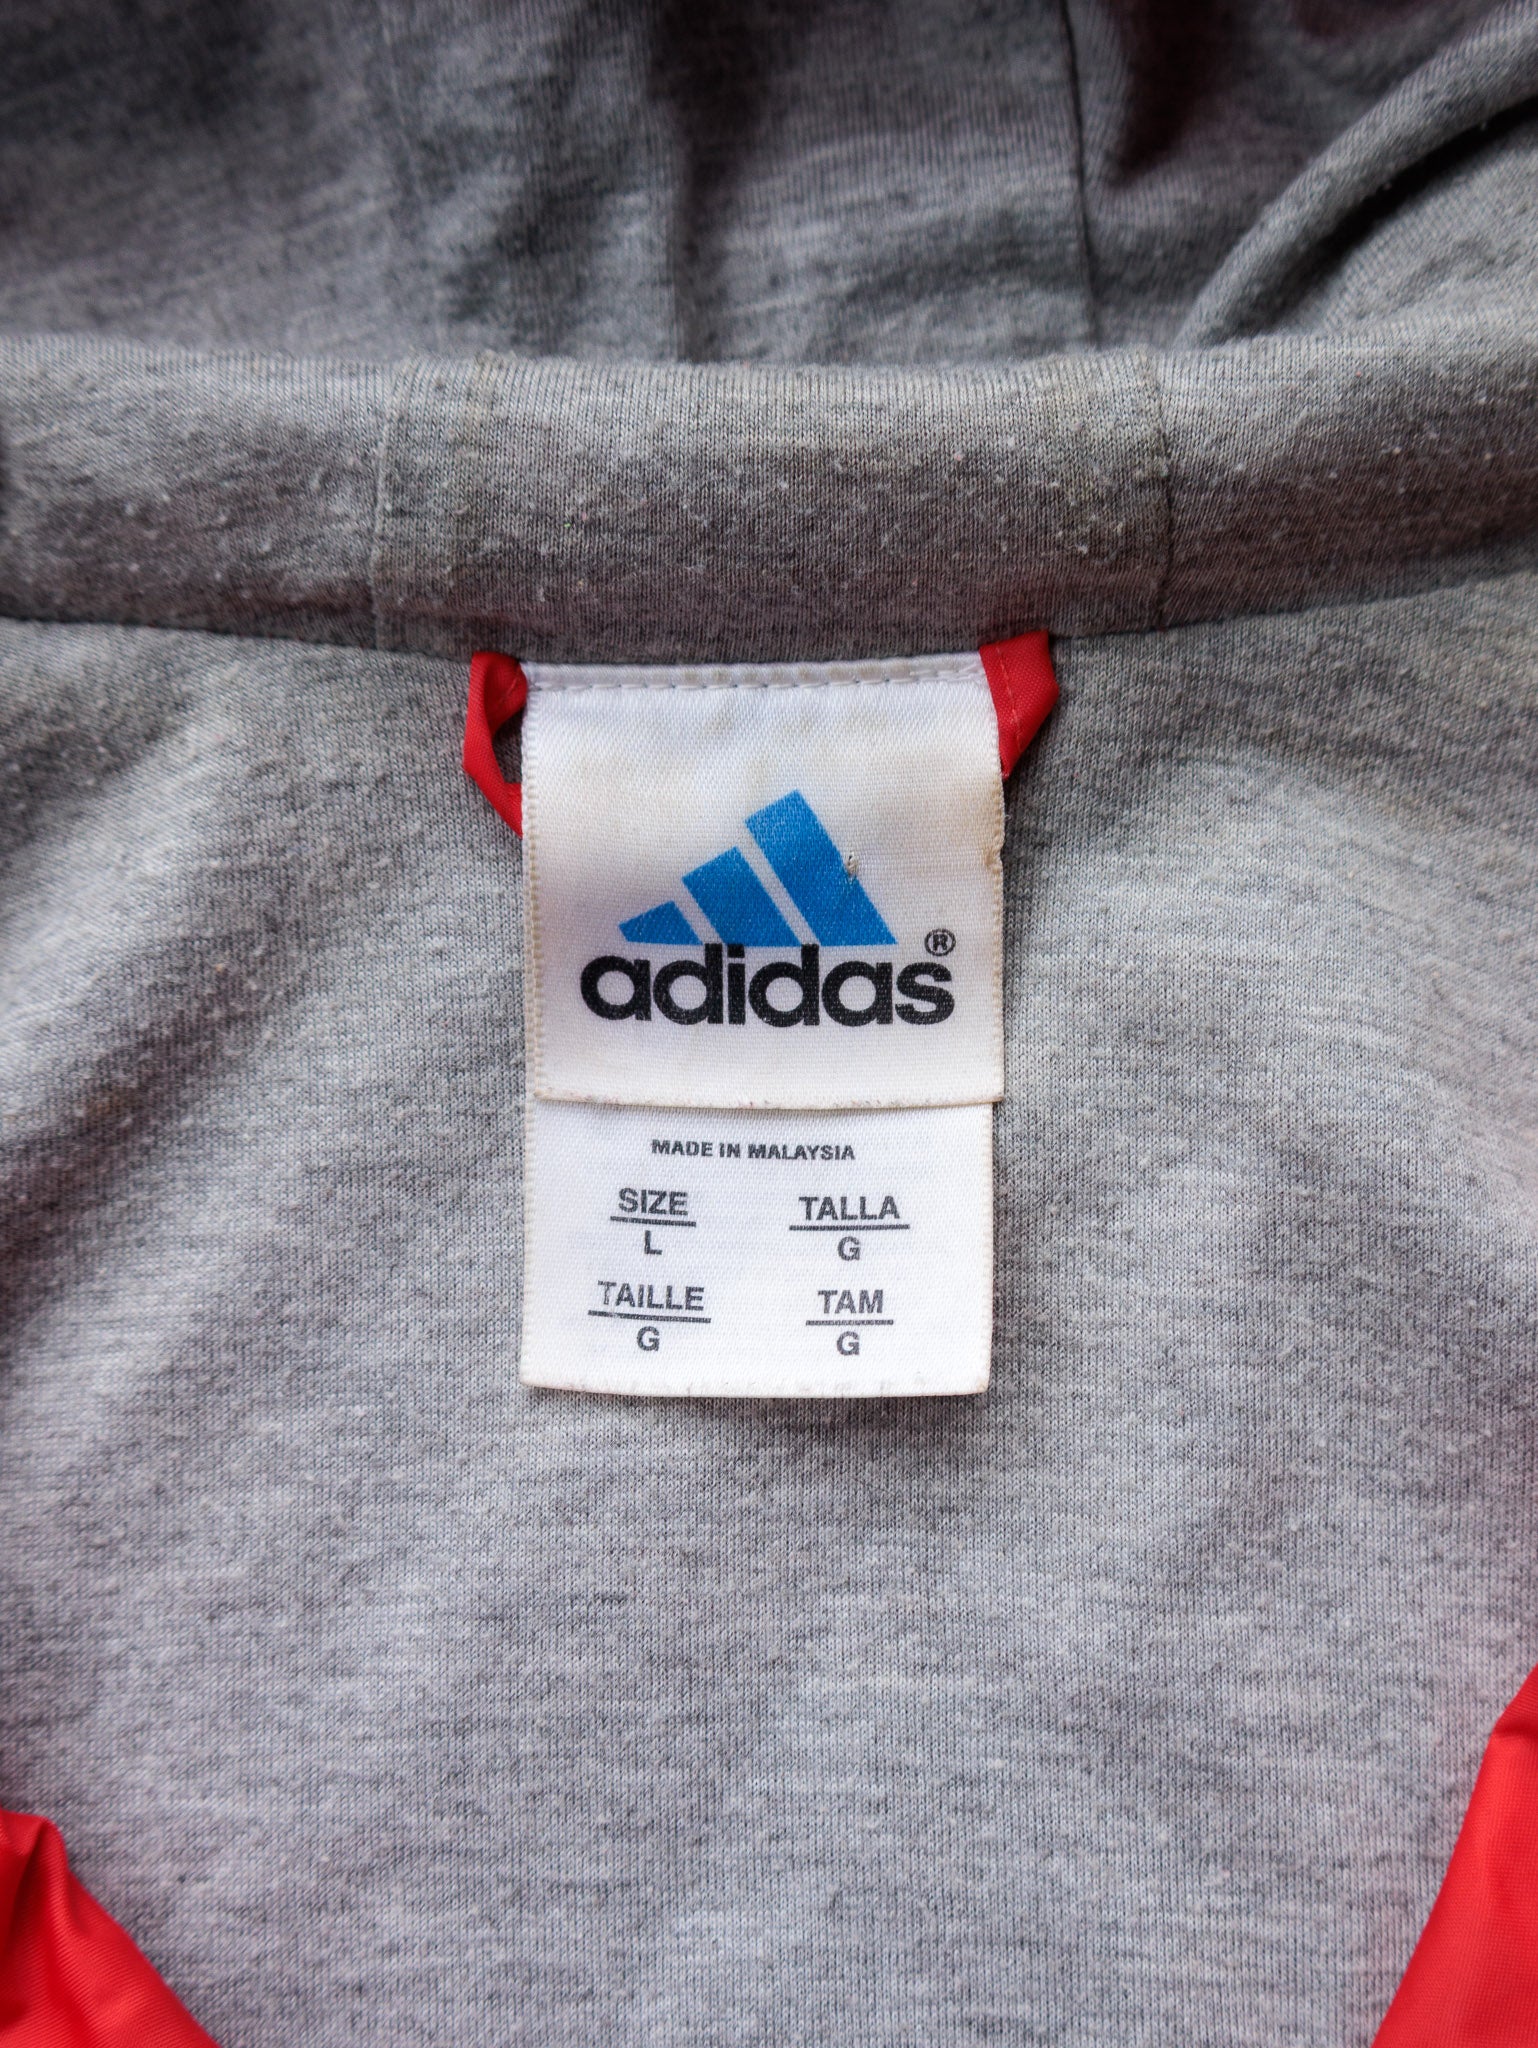 adidas®
MADE IN MALAYSIA
SIZE TALLA
L G
TAILLE TAM
G G